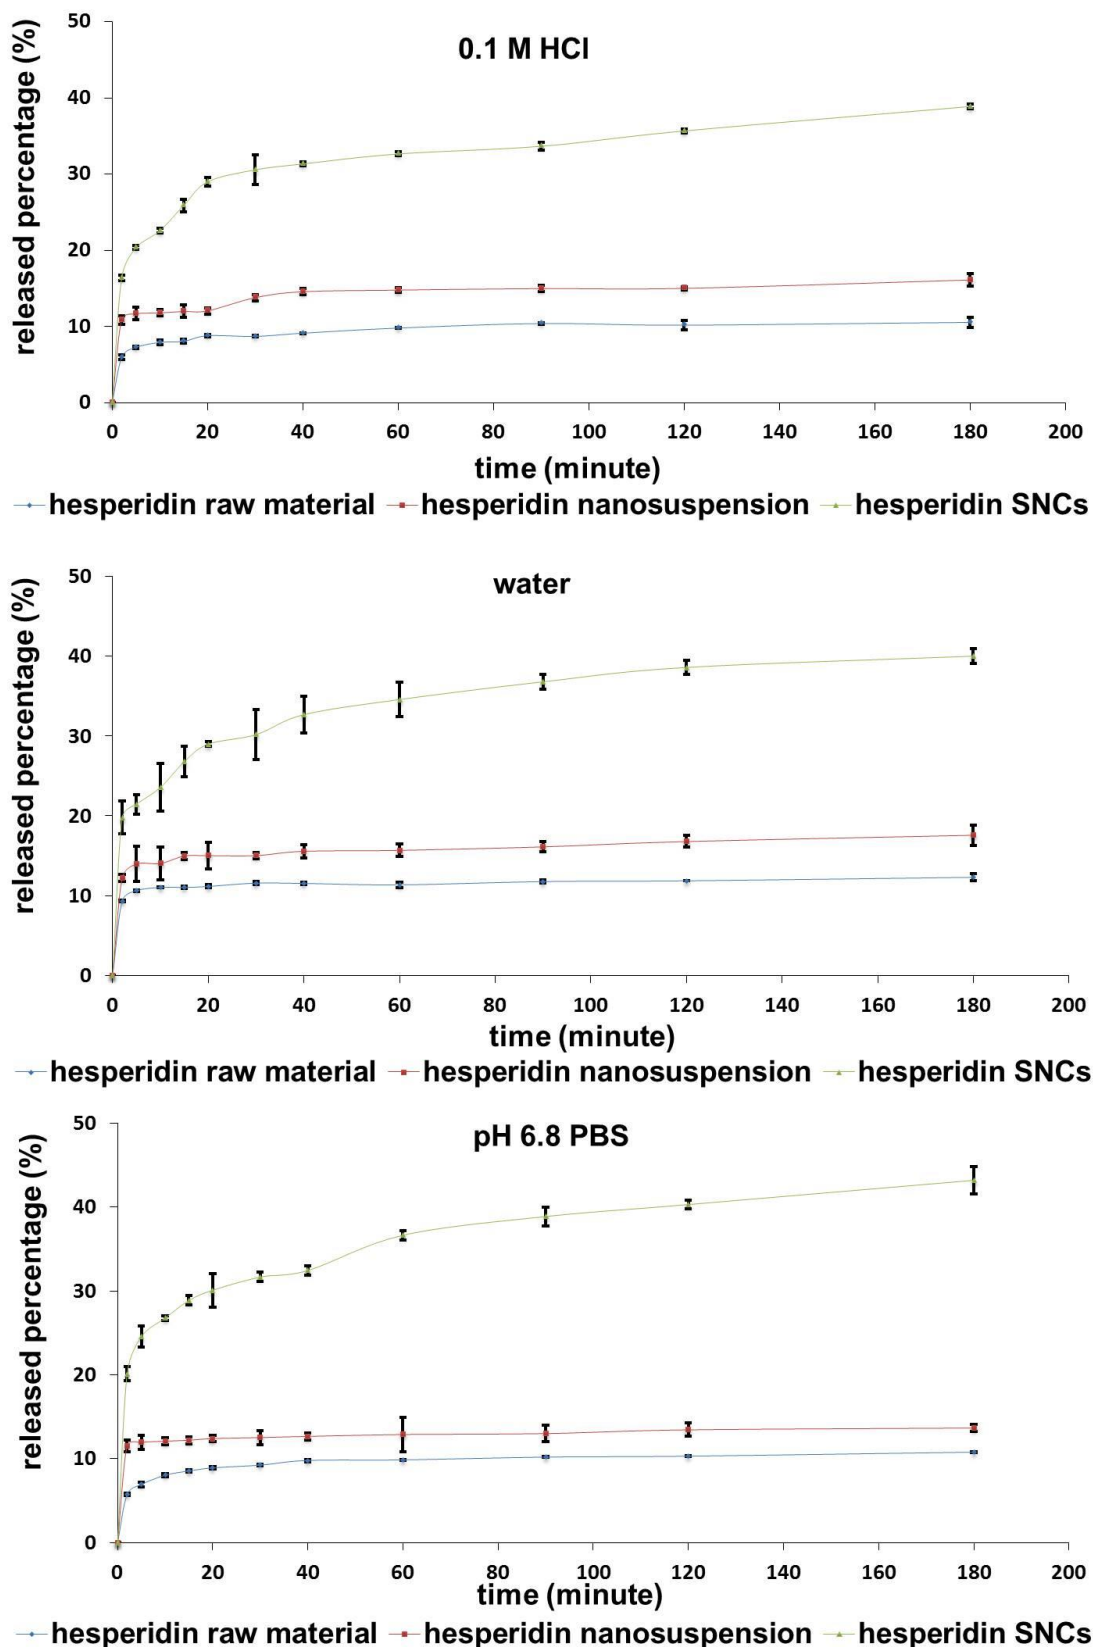 0.1 M HCl
released percentage (%)
50
40
30
20
10
0
0 20 40 60 80 100 120 140 160 180 200
time (minute)
hesperidin raw material hesperidin nanosuspension hesperidin SNCs
water
released percentage (%)
50
40
30
20
10
0
0 20 40 60 80 100 120 140 160 180 200
time (minute)
hesperidin raw material hesperidin nanosuspension hesperidin SNCs
pH 6.8 PBS
released percentage (%)
50
40
30
20
10
0
0 20 40 60 80 100 120 140 160 180 200
time (minute)
hesperidin raw material hesperidin nanosuspension hesperidin SNCs